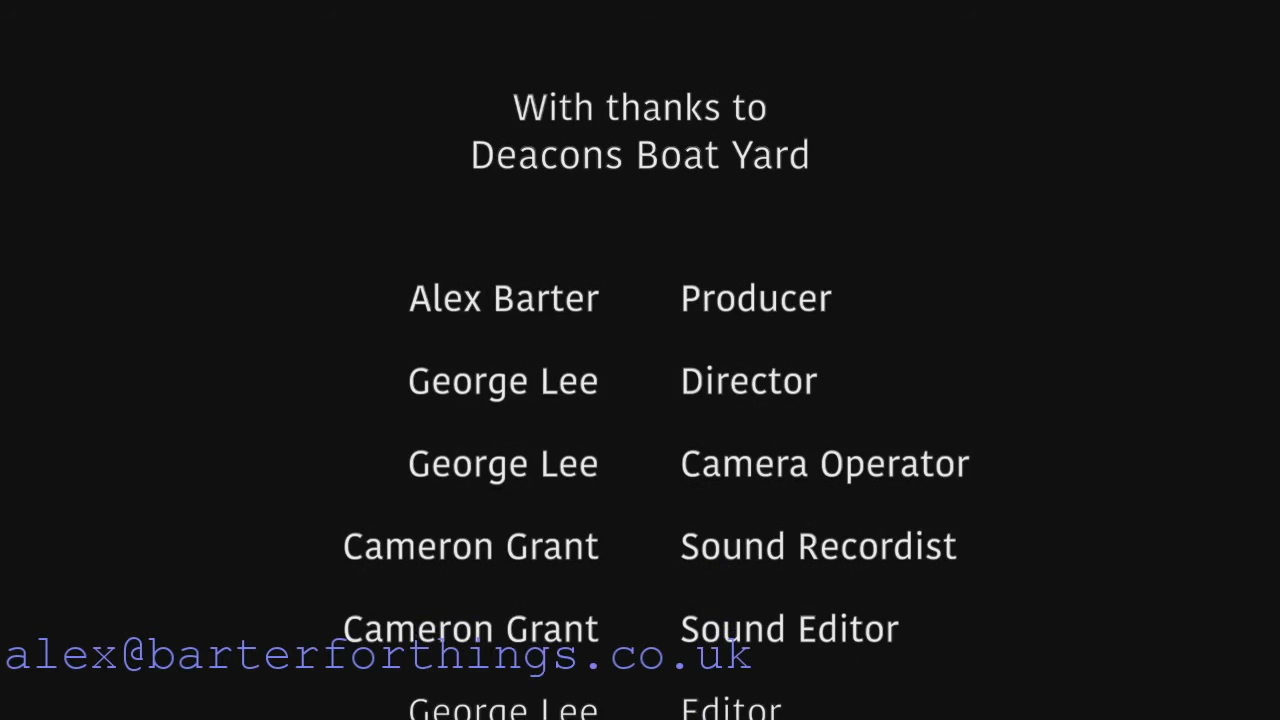 With thanks to
Deacons Boat Yard
Alex Barter Producer
George Lee Director
George Lee Camera Operator
Cameron Grant Sound Recordist
Cameron Grant Sound Editor
alex@barterforthings.co.uk
George Lee Editor